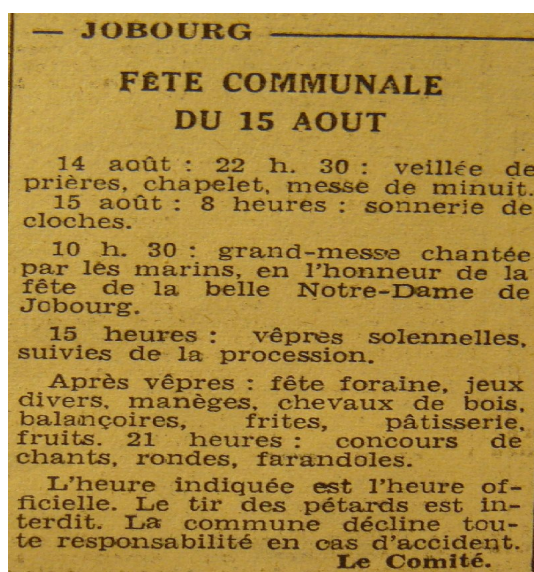 — JOBOURG —
FÊTE COMMUNALE
DU 15 AOUT
14 août : 22 h. 30 : veillée de
prières, chapelet, messe de minuit.
15 août : 8 heures : sonnerie de
cloches.
10 h. 30 : grand-messe chantée
par lès marins, en l'honneur de la
fête de la belle Notre-Dame de
Jobourg.
15 heures : vêpres solennelles,
suivies de la procession.
Après vêpres : fête foraine, jeux
divers, manèges, chevaux de bois,
balançoires, frites, pâtisserie,
fruits. 21 heures : concours de
chants, rondes, farandoles.
L'heure indiquée est l'heure of-
ficielle. Le tir des pétards est in-
terdit. La commune décline tou-
te responsabilité en cas d'accident.
Le Comité.